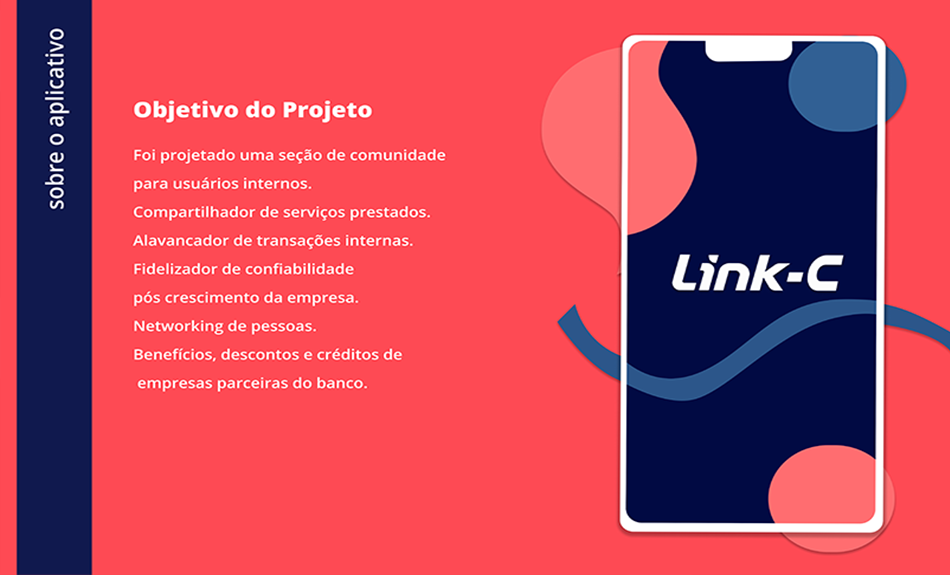 sobre o aplicativo
Objetivo do Projeto
Foi projetado uma seção de comunidade
para usuários internos.
Compartilhador de serviços prestados.
Alavancador de transações internas.
Fidelizador de confiabilidade
pós crescimento da empresa.
Networking de pessoas.
Benefícios, descontos e créditos de
empresas parceiras do banco.
Link-C